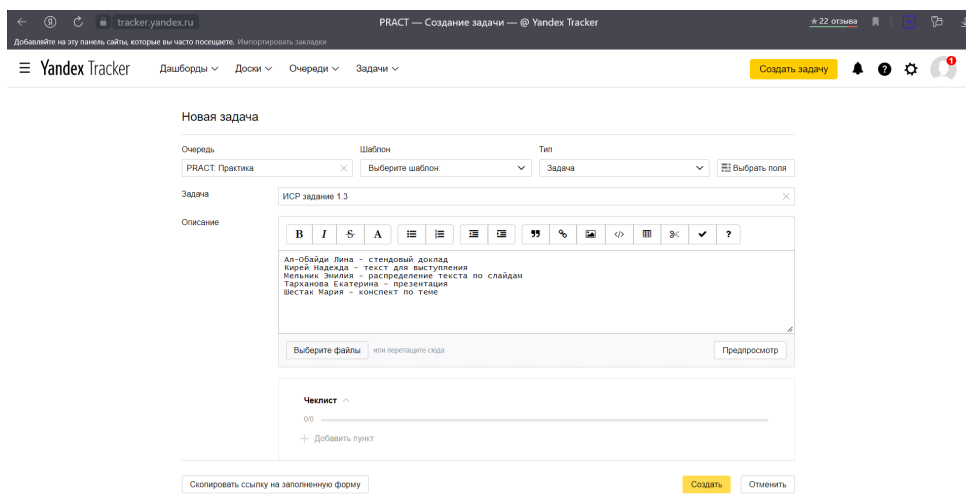 tracker.yandex.ru
PRACT — Создание задачи — @ Yandex Tracker
★ 22 отзыва
Добавляйте на эту панель сайты, которые вы часто посещаете. Импортировать закладки
Yandex Tracker
Дашборды
Доски
Очереди
Задачи
Создать задачу
1
Новая задача
Очередь
Шаблон
Тип
PRACT: Практика
Выберите шаблон:
Задача
Выбрать поля
Задача
ИСР задание 1.3
Описание
B I S A
</>
?
Ал-Обайди Лина - стендовый доклад
Кирей Надежда - текст для выступления
Мельник Эмилия - распределение текста по слайдам
Тарханова Екатерина - презентация
Шестак Мария - конспект по теме
Выберите файлы
или перетащите сюда
Предпросмотр
Чеклист
0/0
+ Добавить пункт
Скопировать ссылку на заполненную форму
Создать
Отменить